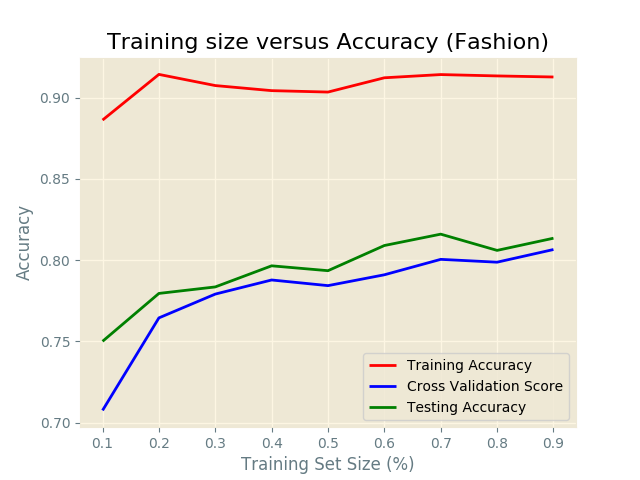 Training size versus Accuracy (Fashion)
Accuracy
0.90
0.85
0.80
0.75
0.70
Training Accuracy
Cross Validation Score
Testing Accuracy
0.1 0.2 0.3 0.4 0.5 0.6 0.7 0.8 0.9
Training Set Size (%)